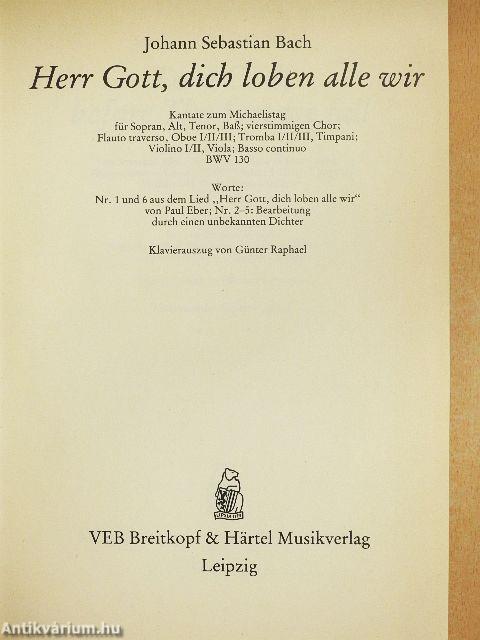 Johann Sebastian Bach
Herr Gott, dich loben alle wir
Kantate zum Michaelistag
für Sopran, Alt, Tenor, Baß; vierstimmigen Chor;
Flauto traverso, Oboe I/II/III; Tromba I/II/III, Timpani;
Violino I/II, Viola; Basso continuo
BWV 130
Worte:
Nr. 1 und 6 aus dem Lied „Herr Gott, dich loben alle wir“
von Paul Eber; Nr. 2–5: Bearbeitung
durch einen unbekannten Dichter
Klavierauszug von Günter Raphael
VEB Breitkopf & Härtel Musikverlag
Leipzig
Antikvárium.hu